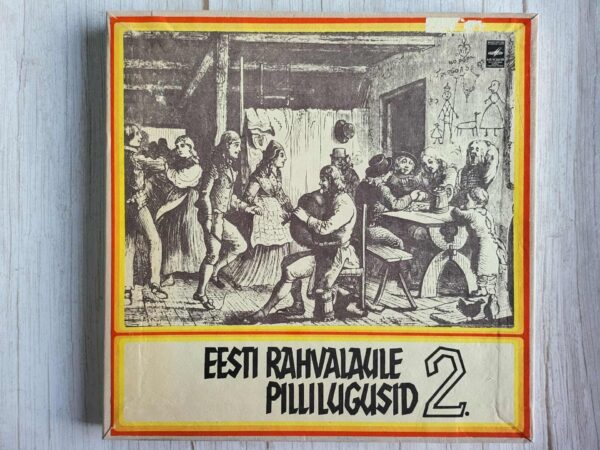 EESTI RAHVALAULE
PILLILUGUSID 2.